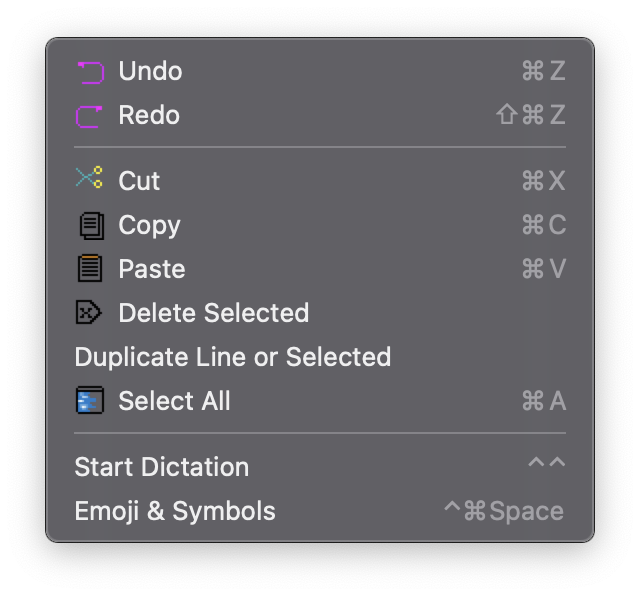 Undo ⌘Z
Redo ⇧⌘Z
Cut ⌘X
Copy ⌘C
Paste ⌘V
Delete Selected
Duplicate Line or Selected
Select All ⌘A
Start Dictation ^^
Emoji & Symbols ^⌘Space